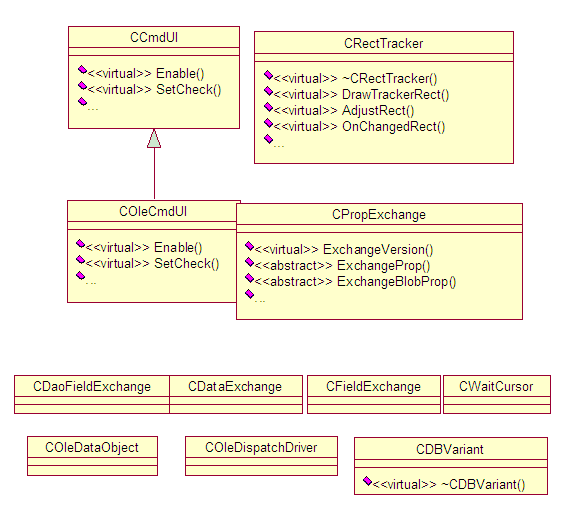 CCmdUI
<<virtual>> Enable()
<<virtual>> SetCheck()
...
CRectTracker
<<virtual>> ~CRectTracker()
<<virtual>> DrawTrackerRect()
<<virtual>> AdjustRect()
<<virtual>> OnChangedRect()
...
COleCmdUI
<<virtual>> Enable()
<<virtual>> SetCheck()
...
CPropExchange
<<virtual>> ExchangeVersion()
<<abstract>> ExchangeProp()
<<abstract>> ExchangeBlobProp()
...
CDaoFieldExchange
CDataExchange
CFieldExchange
CWaitCursor
COleDataObject
COleDispatchDriver
CDBVariant
<<virtual>> ~CDBVariant()